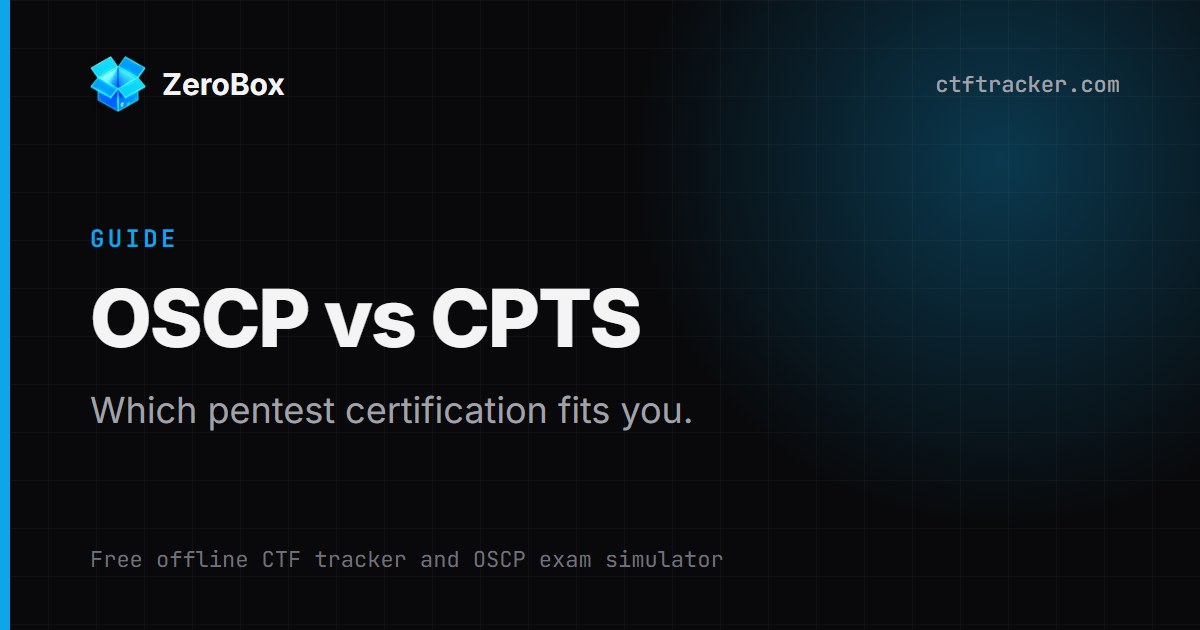 ZeroBox
ctftracker.com
GUIDE
OSCP vs CPTS
Which pentest certification fits you.
Free offline CTF tracker and OSCP exam simulator